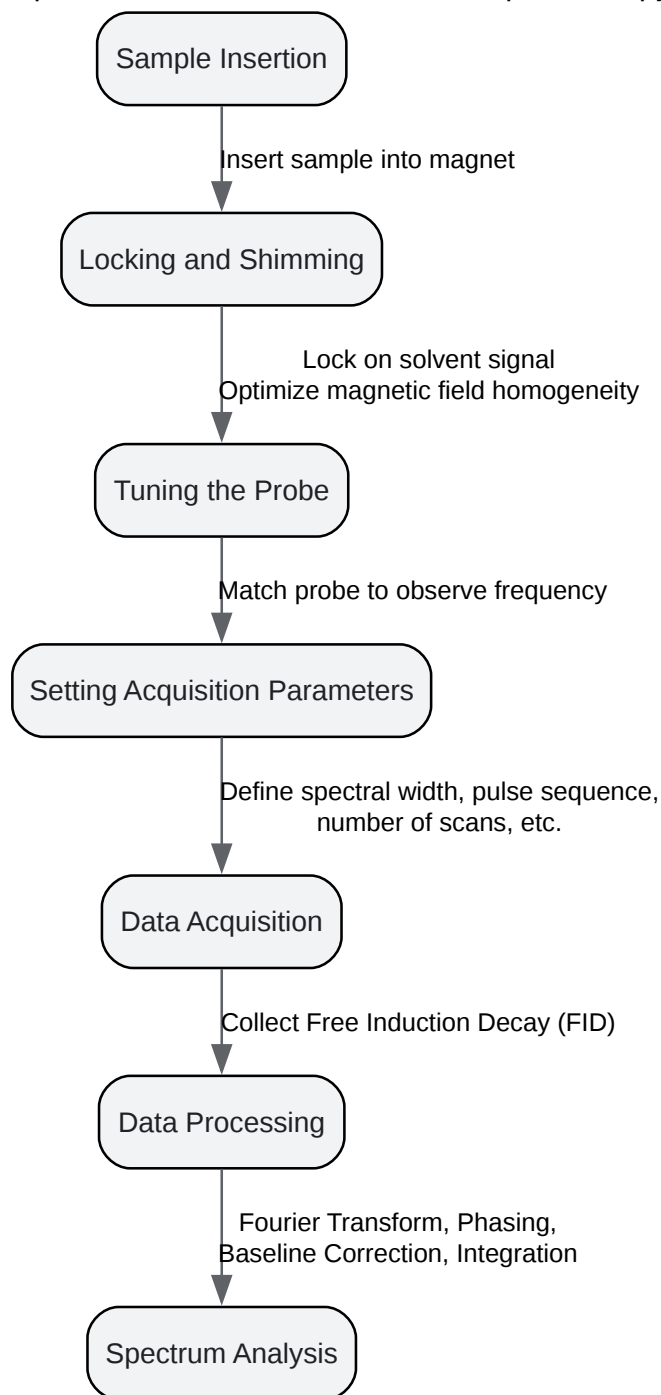 Sample Insertion
Insert sample into magnet
Locking and Shimming
Lock on solvent signal
Optimize magnetic field homogeneity
Tuning the Probe
Match probe to observe frequency
Setting Acquisition Parameters
Define spectral width, pulse sequence,
number of scans, etc.
Data Acquisition
Collect Free Induction Decay (FID)
Data Processing
Fourier Transform, Phasing,
Baseline Correction, Integration
Spectrum Analysis